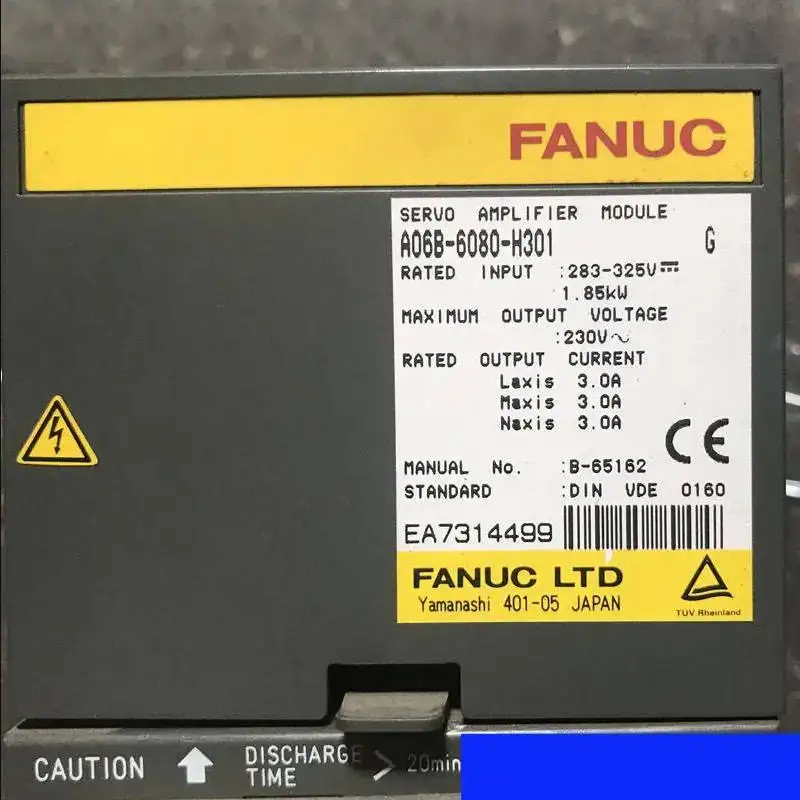 FANUC
SERVO AMPLIFIER MODULE
A06B-6080-H301 G
RATED INPUT :283-325V⎓
1.85kW
MAXIMUM OUTPUT VOLTAGE
:230V～
RATED OUTPUT CURRENT
Laxis 3.0A
Maxis 3.0A
Naxis 3.0A
CE
MANUAL No. :B-65162
STANDARD :DIN VDE 0160
EA7314499
FANUC LTD
Yamanashi 401-05 JAPAN
TÜV Rheinland
CAUTION ⬆ DISCHARGE TIME > 20min